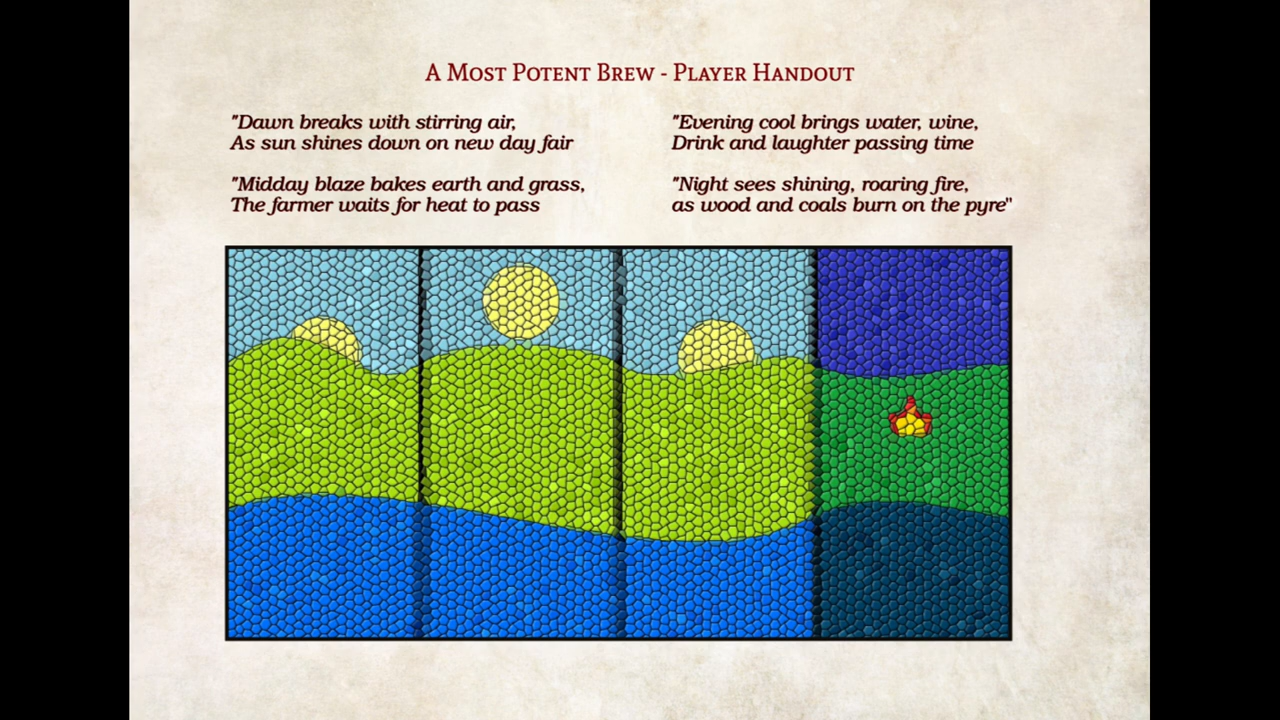 A Most Potent Brew - Player Handout
"Dawn breaks with stirring air,
As sun shines down on new day fair
"Midday blaze bakes earth and grass,
The farmer waits for heat to pass
"Evening cool brings water, wine,
Drink and laughter passing time
"Night sees shining, roaring fire,
as wood and coals burn on the pyre"